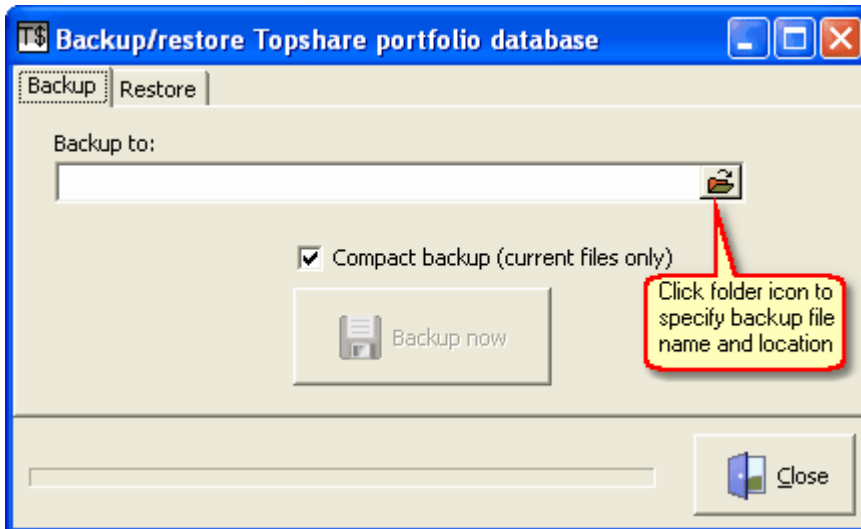 T$ Backup/restore Topshare portfolio database
Backup Restore
Backup to:
Compact backup (current files only)
Click folder icon to
specify backup file
name and location
Backup now
Close